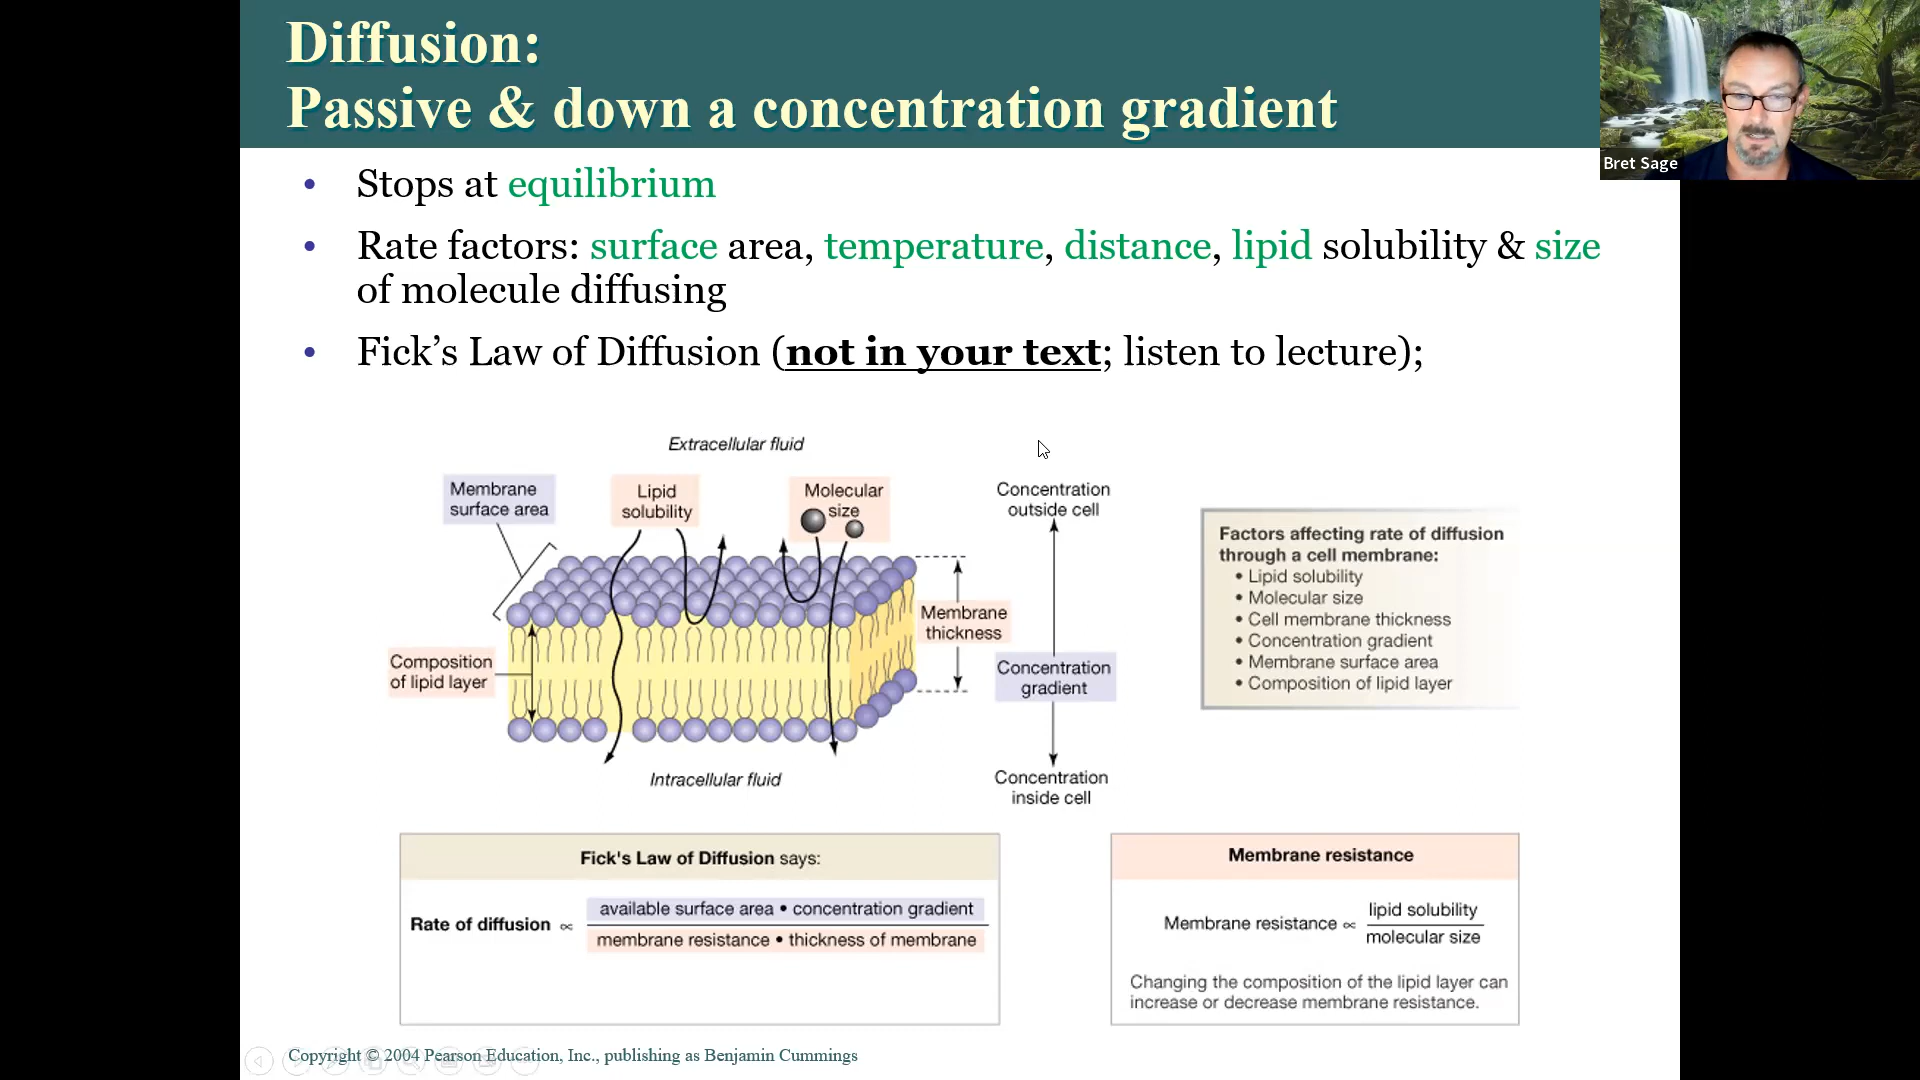 Diffusion:
Passive & down a concentration gradient
Bret Sage
• Stops at equilibrium
• Rate factors: surface area, temperature, distance, lipid solubility & size
of molecule diffusing
• Fick’s Law of Diffusion (not in your text; listen to lecture);
Extracellular fluid
Membrane
surface area
Lipid
solubility
Molecular
size
Concentration
outside cell
Membrane
thickness
Composition
of lipid layer
Concentration
gradient
Intracellular fluid
Concentration
inside cell
Factors affecting rate of diffusion
through a cell membrane:
• Lipid solubility
• Molecular size
• Cell membrane thickness
• Concentration gradient
• Membrane surface area
• Composition of lipid layer
Fick's Law of Diffusion says:
Rate of diffusion ∝
available surface area • concentration gradient
membrane resistance • thickness of membrane
Membrane resistance
Membrane resistance ∝
lipid solubility
molecular size
Changing the composition of the lipid layer can
increase or decrease membrane resistance.
Copyright © 2004 Pearson Education, Inc., publishing as Benjamin Cummings